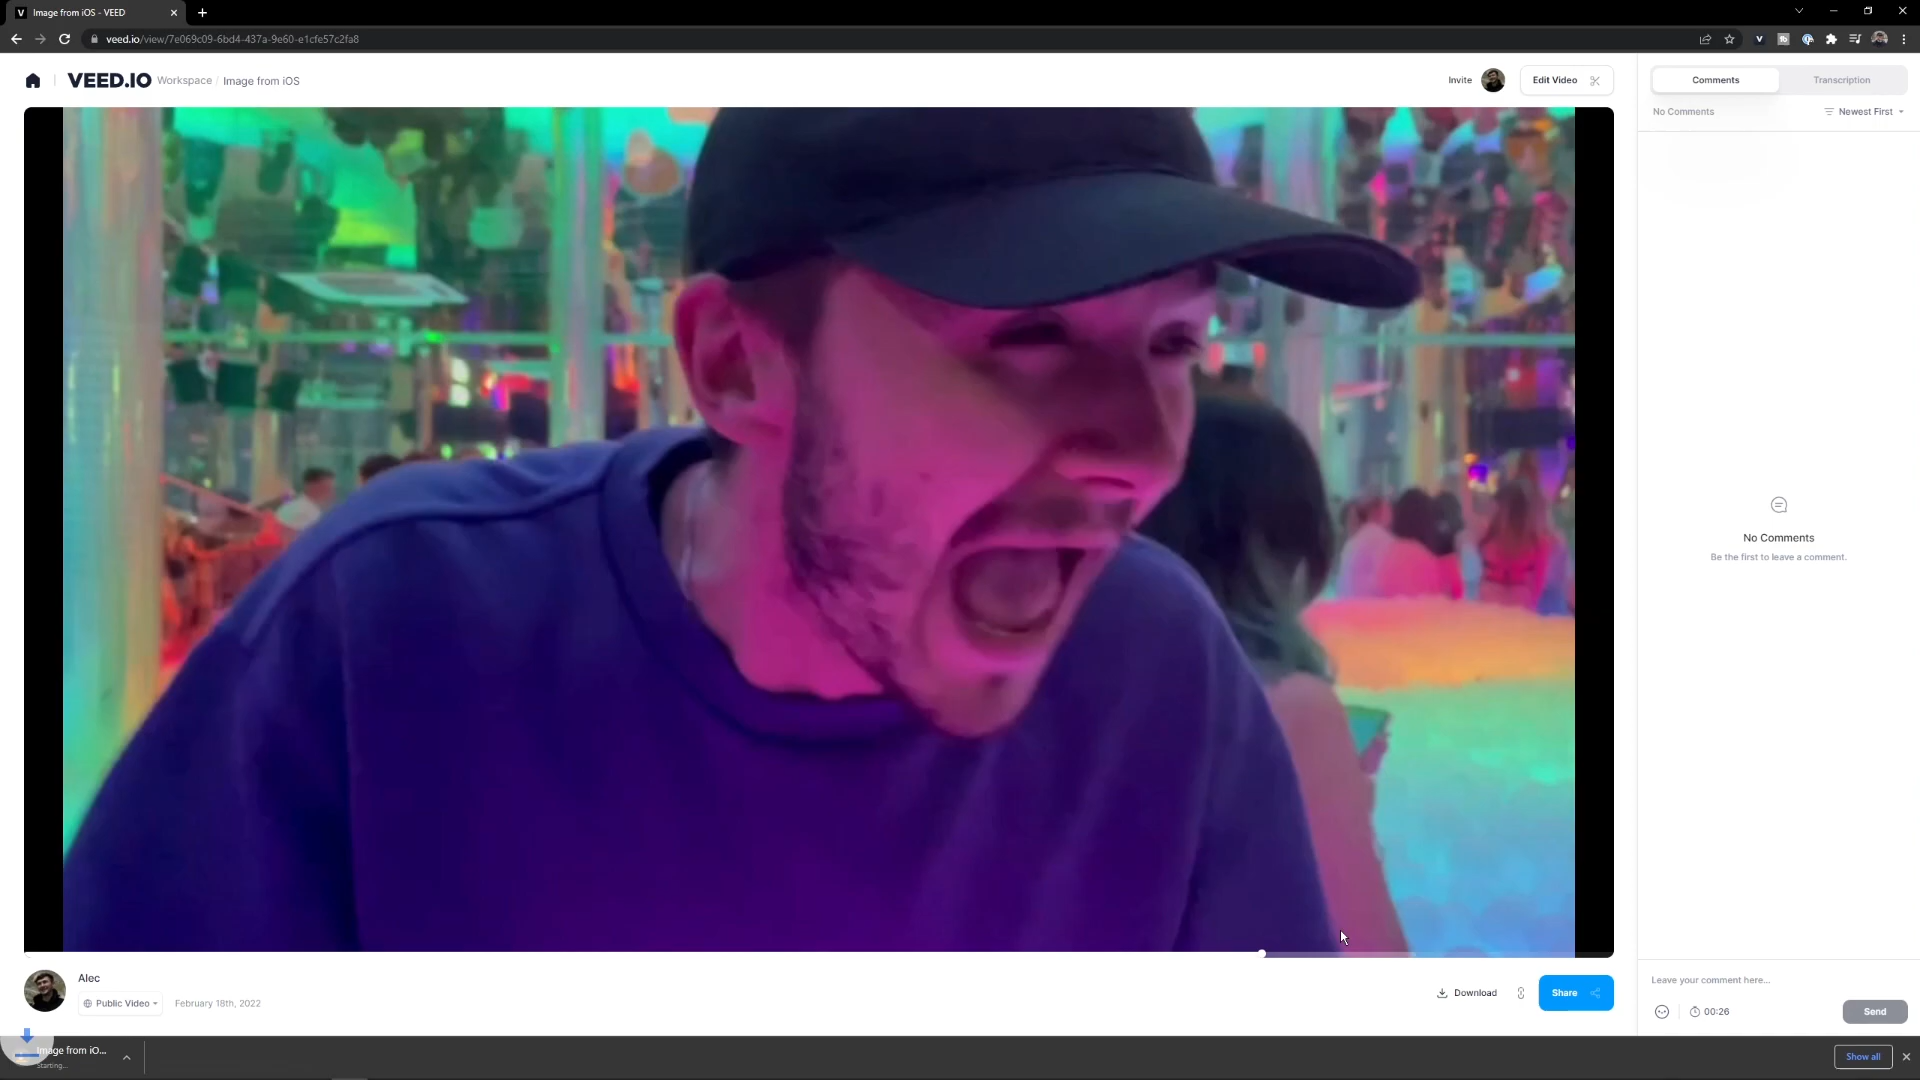 Image from iOS - VEED
veed.io/view/7e069c09-6bd4-437a-9e60-e1cfe57c2fa8
VEED.IO Workspace / Image from iOS
Invite
Edit Video
Comments
Transcription
No Comments
Newest First
No Comments
Be the first to leave a comment.
Alec
Public Video
February 18th, 2022
Download
Share
Leave your comment here...
00:26
Send
Image from iO...
Starting...
Show all